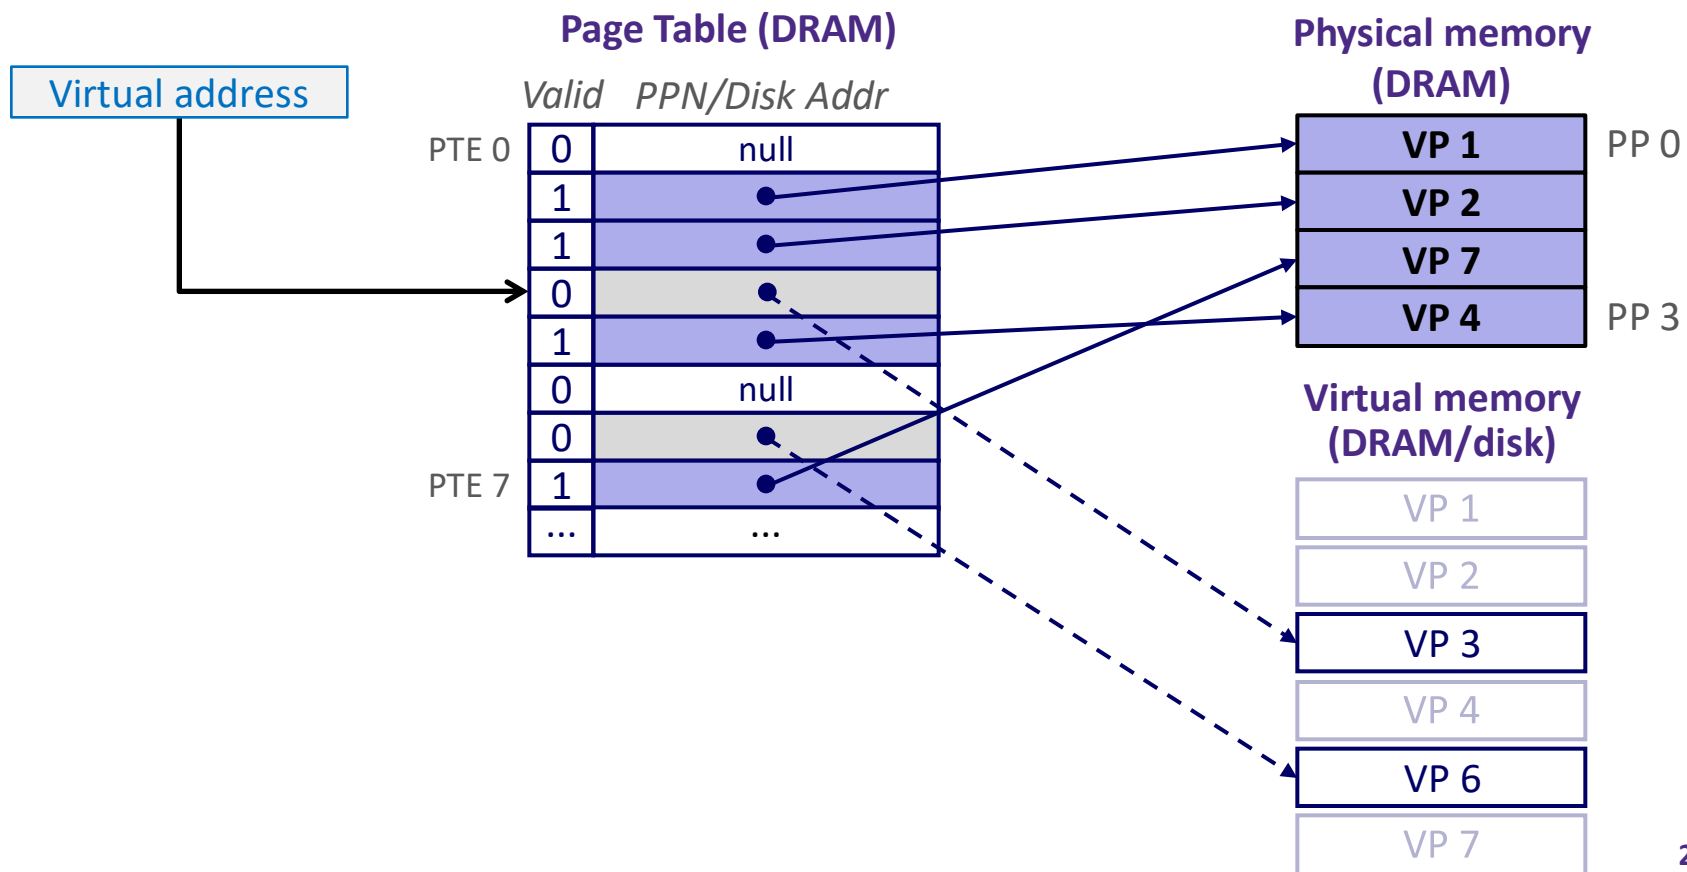 Page Table (DRAM)
Physical memory
(DRAM)
Virtual address
Valid PPN/Disk Addr
PTE 0 0 null
VP 1 PP 0
1
VP 2
1
VP 7
0
VP 4 PP 3
1
0 null
Virtual memory
(DRAM/disk)
0
PTE 7 1
VP 1
... ...
VP 2
VP 3
VP 4
VP 6
VP 7
2